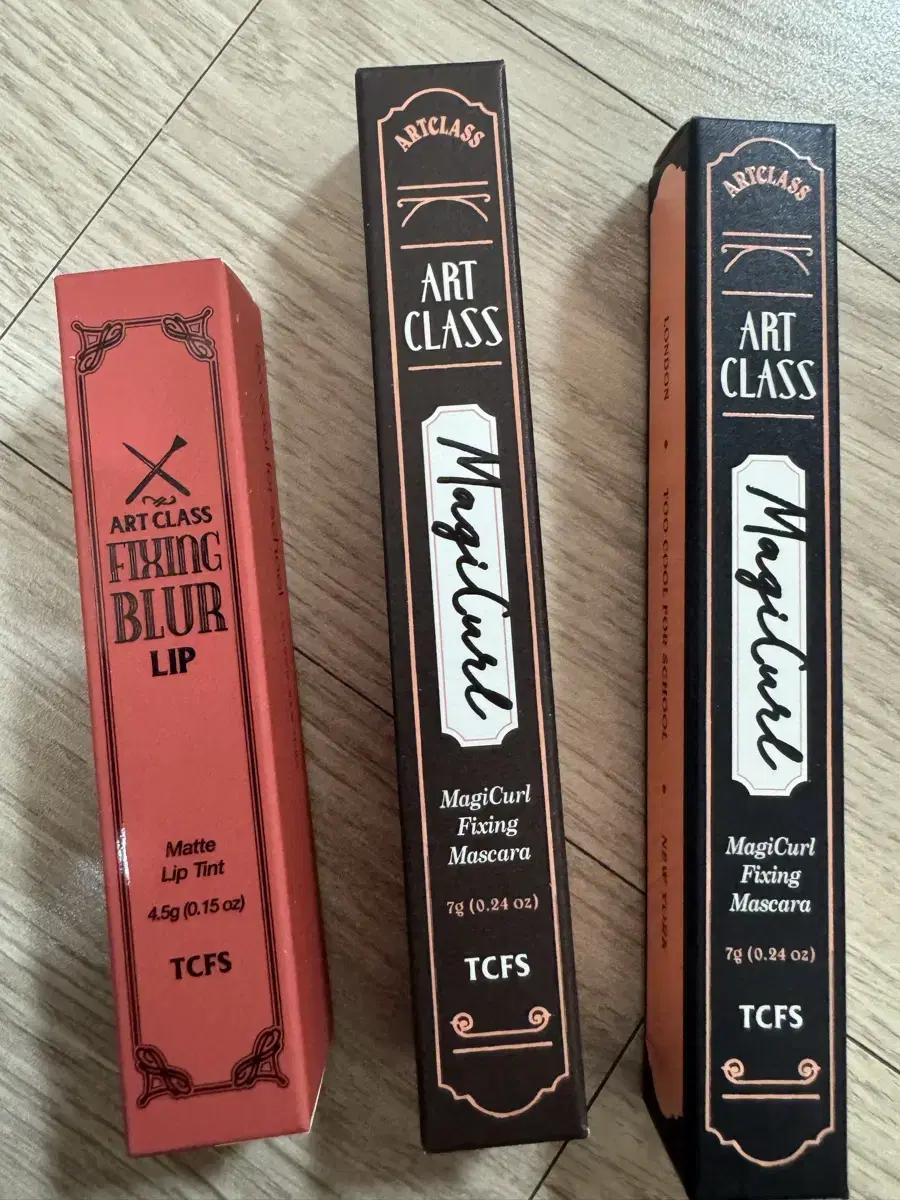 ART CLASS
FIXING
BLUR
LIP
Matte
Lip Tint
4.5g (0.15 oz)
TCFS
ARTCLASS
ART
CLASS
MagiCurl
MagiCurl
Fixing
Mascara
7g (0.24 oz)
TCFS
LONDON • TOO COOL FOR SCHOOL • NEW YORK
ARTCLASS
ART
CLASS
MagiCurl
MagiCurl
Fixing
Mascara
7g (0.24 oz)
TCFS